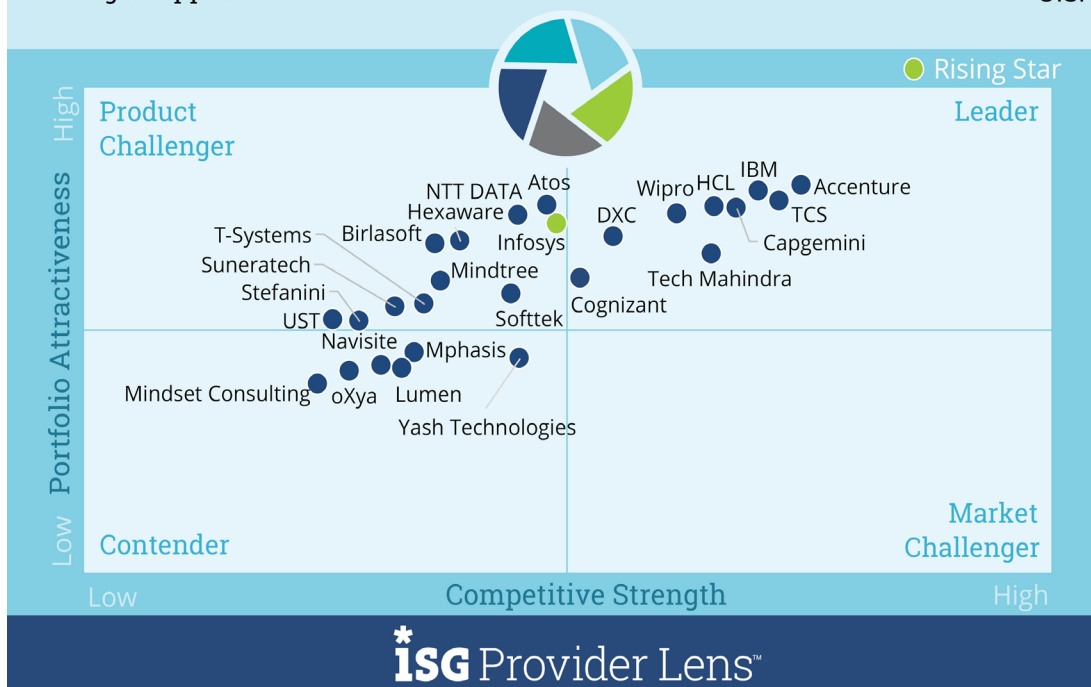 Rising Star
High
Product
Challenger
Leader
IBM
Atos
Wipro
HCL
Accenture
NTT DATA
Hexaware
DXC
TCS
Birlasoft
T-Systems
Infosys
Capgemini
Suneratech
Mindtree
Tech Mahindra
Stefanini
Cognizant
UST
Softtek
Navisite
Mphasis
Mindset Consulting
oXya
Lumen
Yash Technologies
Portfolio Attractiveness
Low
Contender
Market
Challenger
Low
Competitive Strength
High
*ISG Provider Lens™